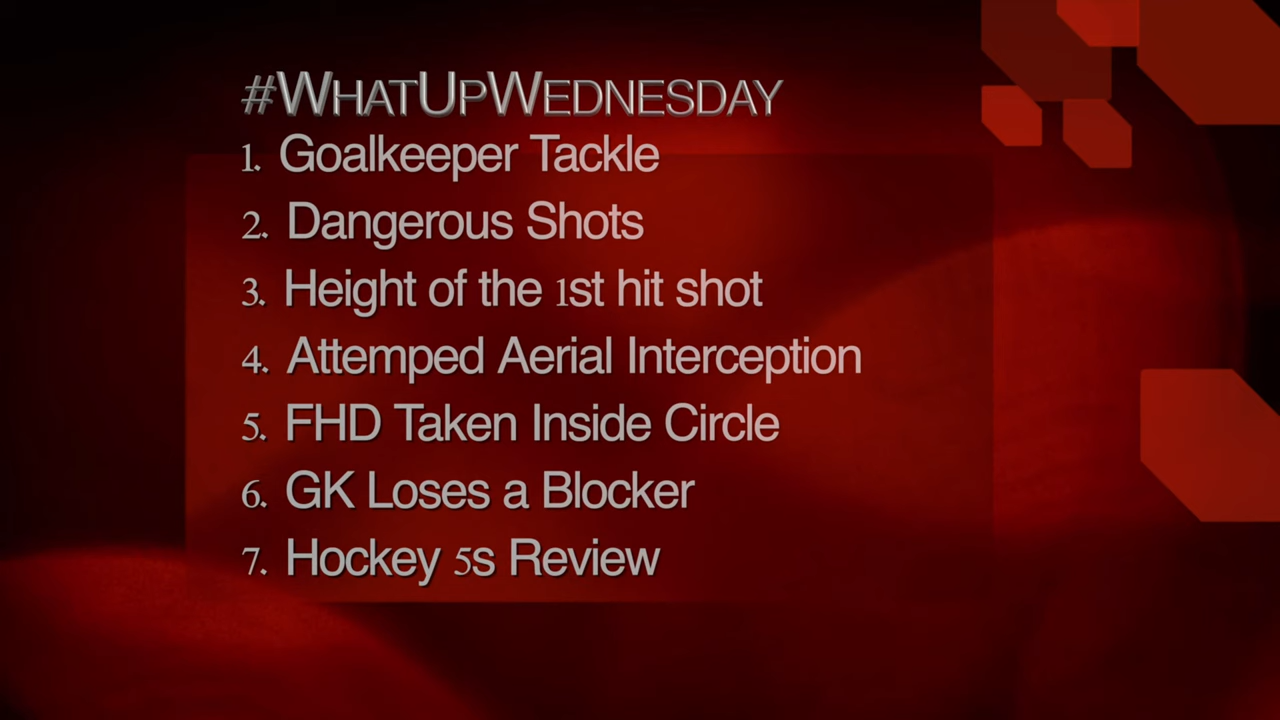 #WhatUpWednesday
1. Goalkeeper Tackle
2. Dangerous Shots
3. Height of the 1st hit shot
4. Attemped Aerial Interception
5. FHD Taken Inside Circle
6. GK Loses a Blocker
7. Hockey 5s Review